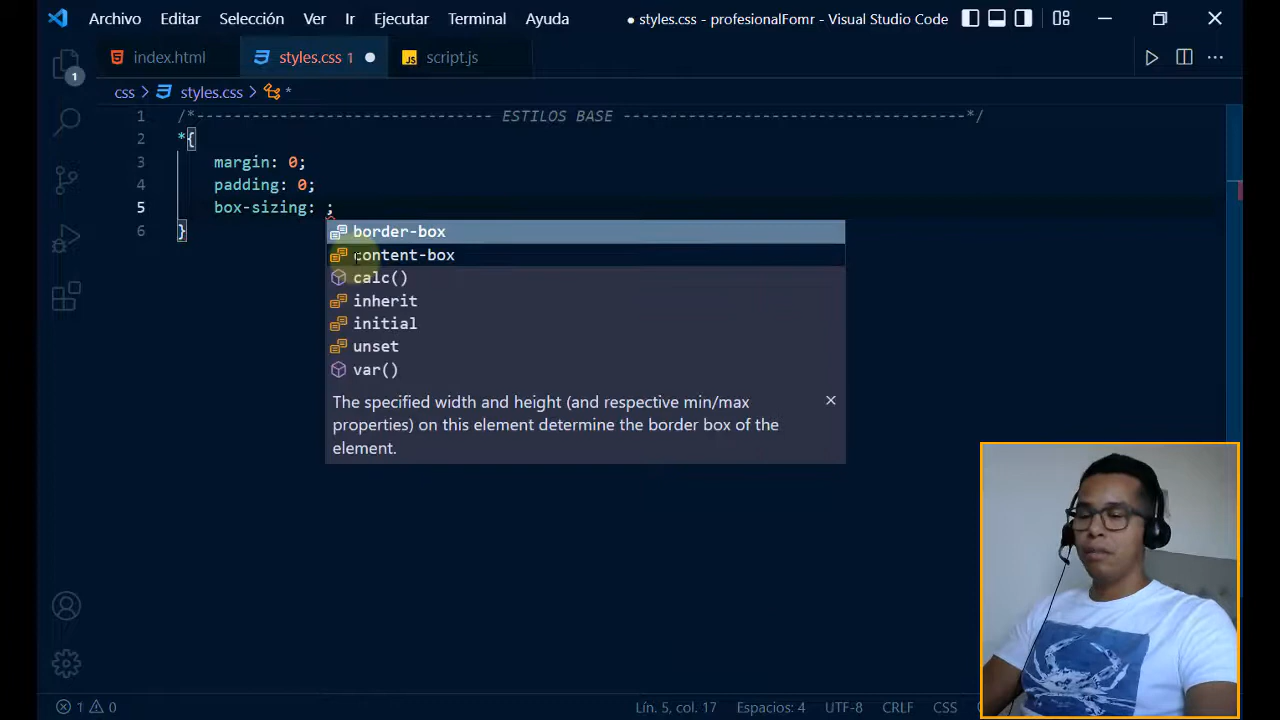 Archivo Editar Selección Ver Ir Ejecutar Terminal Ayuda ● styles.css - profesionalFomr - Visual Studio Code
index.html styles.css 1 JS script.js
1
css > styles.css > *
1 /*------------------------------- ESTILOS BASE ------------------------------------*/
2 *{
3 margin: 0;
4 padding: 0;
5 box-sizing: ;
6 }
border-box
content-box
calc()
inherit
initial
unset
var()
The specified width and height (and respective min/max
properties) on this element determine the border box of the
element.
1 0 Lín. 5, col. 17 Espacios: 4 UTF-8 CRLF CSS